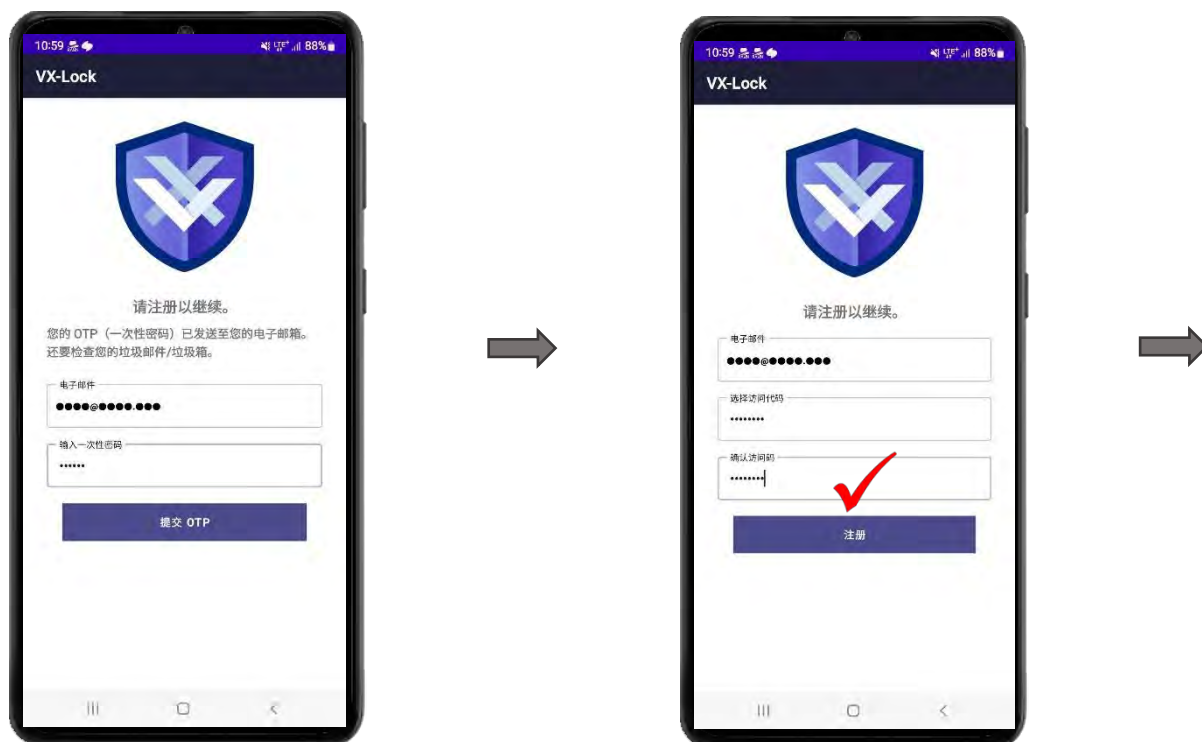 10:59
LTE+ 88%
VX-Lock
请注册以继续。
您的 OTP（一次性密码）已发送至您的电子邮箱。
还要检查您的垃圾邮件/垃圾箱。
电子邮件
●●●●@●●●●.●●●
输入一次性密码
••••••
提交 OTP
10:59
LTE+ 88%
VX-Lock
请注册以继续。
电子邮件
●●●●@●●●●.●●●
选择访问代码
••••••••
确认访问码
••••••••
注册